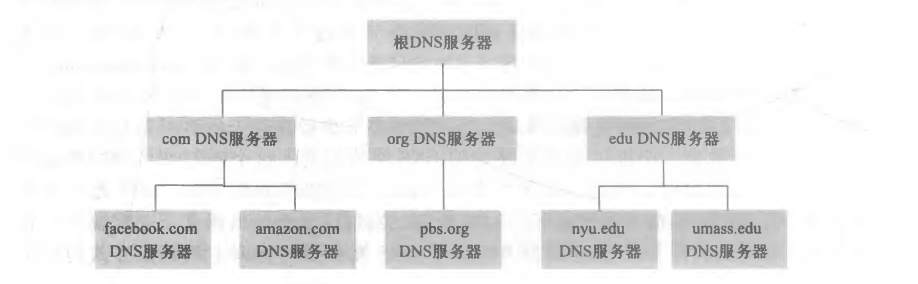 根DNS服务器
com DNS服务器
org DNS服务器
edu DNS服务器
facebook.com
DNS服务器
amazon.com
DNS服务器
pbs.org
DNS服务器
nyu.edu
DNS服务器
umass.edu
DNS服务器